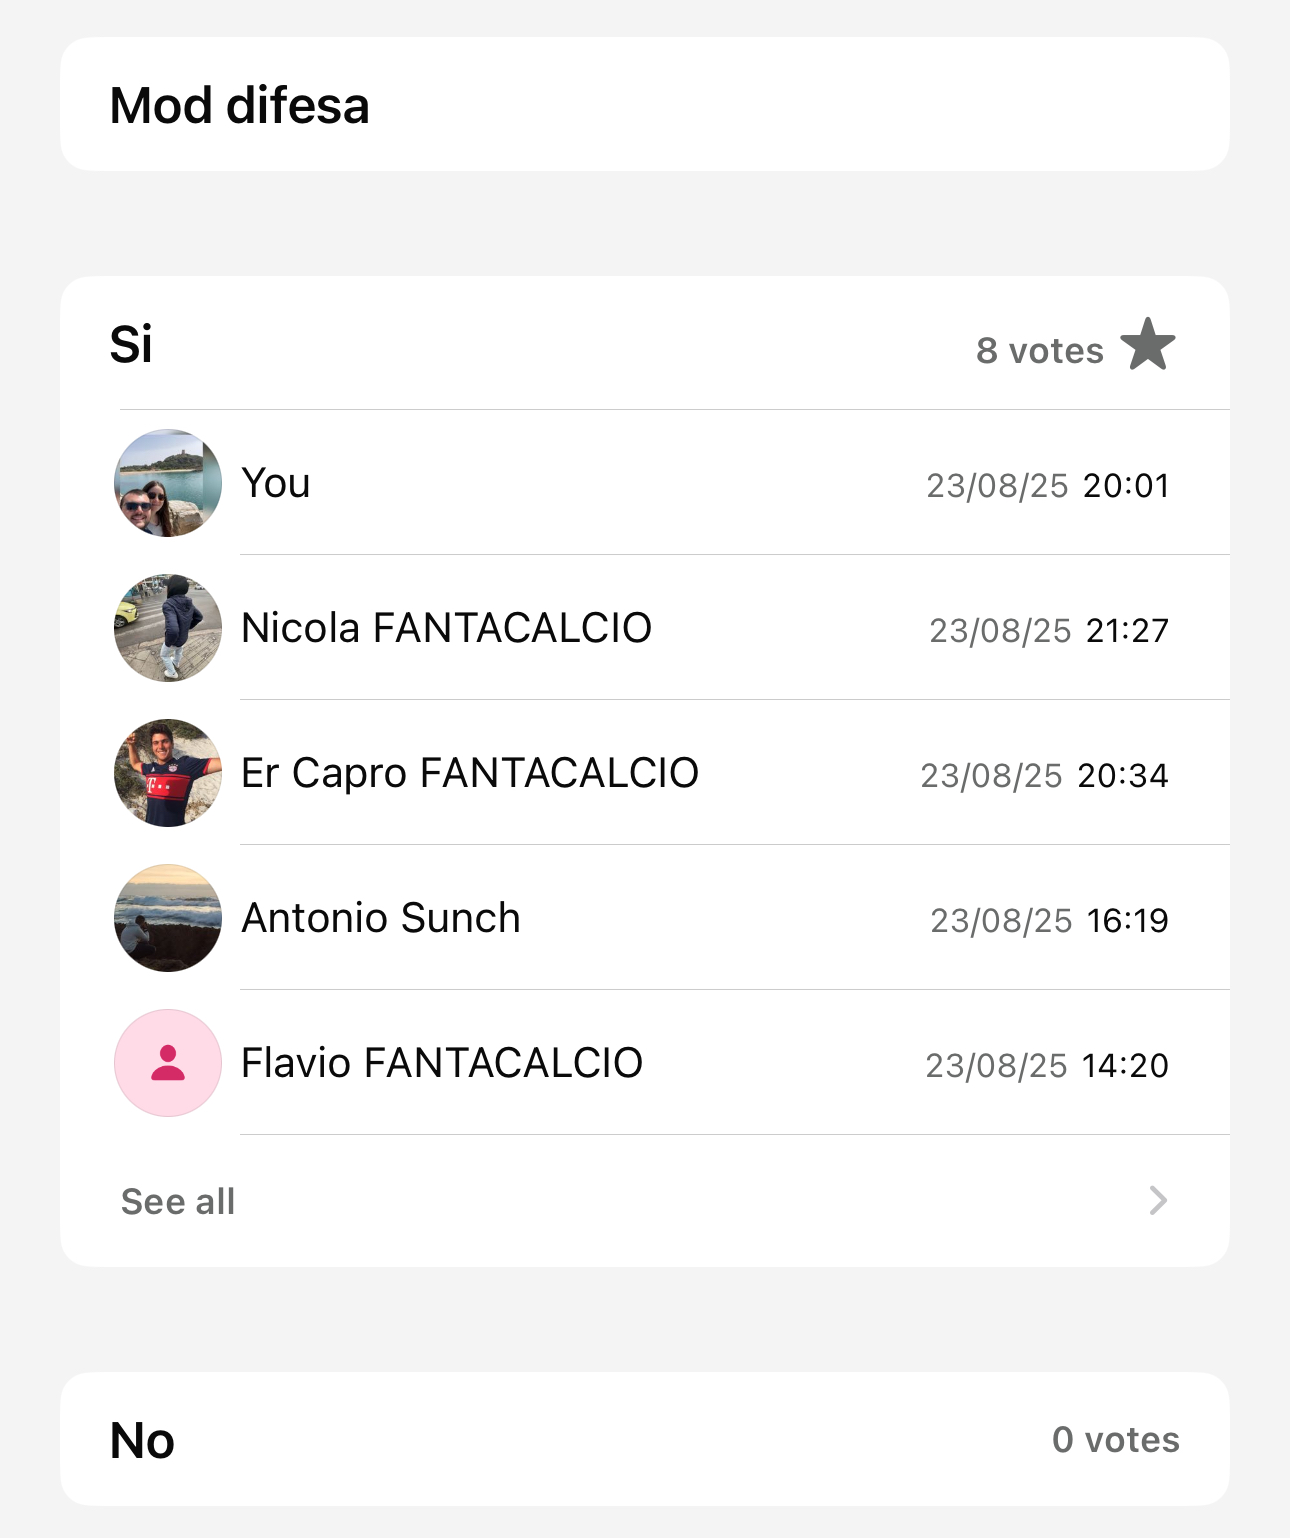 Mod difesa
Si
8 votes
You
23/08/25 20:01
Nicola FANTACALCIO
23/08/25 21:27
Er Capro FANTACALCIO
23/08/25 20:34
Antonio Sunch
23/08/25 16:19
Flavio FANTACALCIO
23/08/25 14:20
See all
No
0 votes